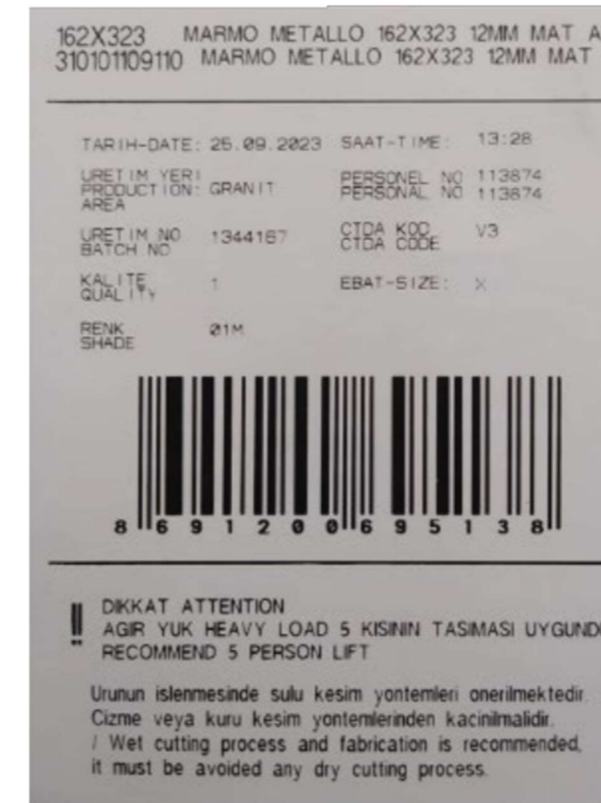 162X323 MARMO METALLO 162X323 12MM MAT A
310101109110 MARMO METALLO 162X323 12MM MAT
TARIH-DATE: 25.09.2023 SAAT-TIME: 13:28
URETIM YERI
PRODUCTION: GRANIT
AREA
PERSONEL NO 113874
PERSONAL NO 113874
URETIM NO
BATCH NO 1344167
CTDA KOD
CTDA CODE V3
KALITE
QUALITY 1
EBAT-SIZE: X
RENK
SHADE 01M
8 691200 695138
!! DIKKAT ATTENTION
AGIR YUK HEAVY LOAD 5 KISININ TASIMASI
RECOMMEND 5 PERSON LIFT
Urunun islenmesinde sulu kesim yontemleri onerilmektedir.
Cizme veya kuru kesim yontemlerinden kacinilmalidir.
/ Wet cutting process and fabrication is recommended,
it must be avoided any dry cutting process.